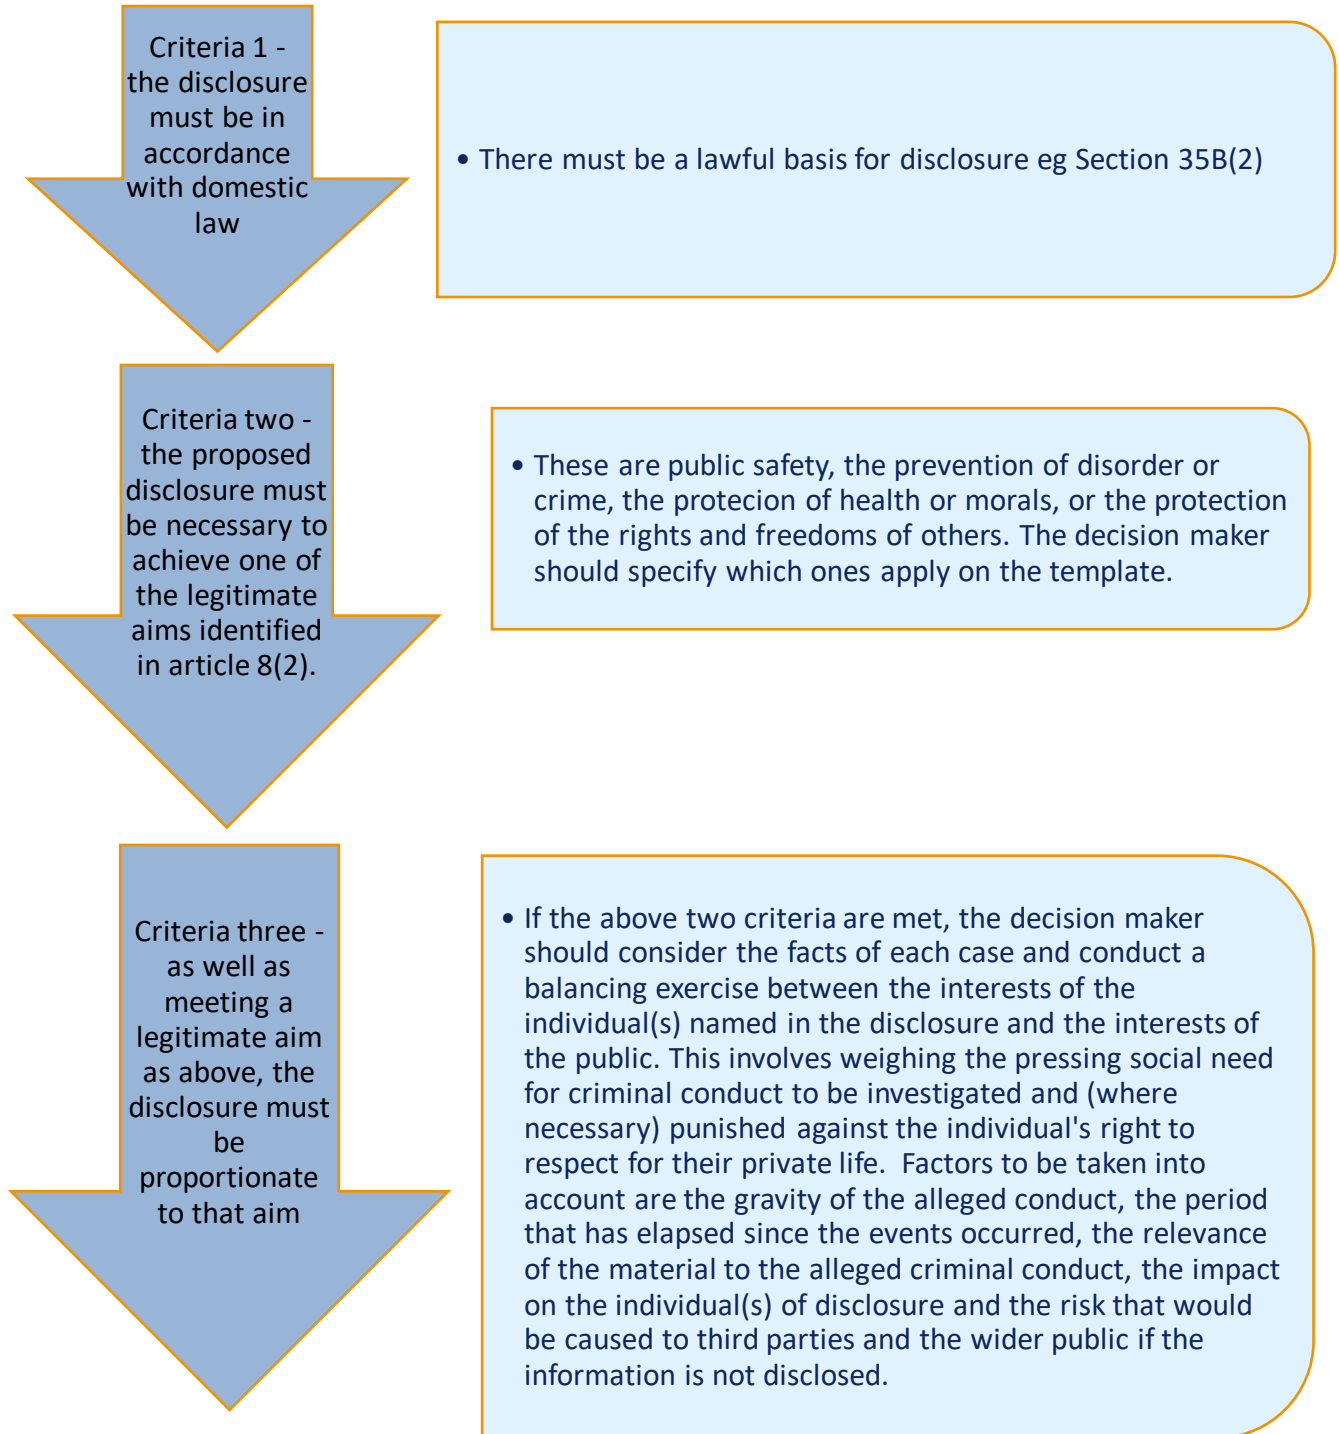 Criteria 1 -
the disclosure
must be in
accordance
with domestic
law
• There must be a lawful basis for disclosure eg Section 35B(2)
Criteria two -
the proposed
disclosure must
be necessary to
achieve one of
the legitimate
aims identified
in article 8(2).
• These are public safety, the prevention of disorder or
crime, the protecion of health or morals, or the protection
of the rights and freedoms of others. The decision maker
should specify which ones apply on the template.
Criteria three -
as well as
meeting a
legitimate aim
as above, the
disclosure must
be
proportionate
to that aim
• If the above two criteria are met, the decision maker
should consider the facts of each case and conduct a
balancing exercise between the interests of the
individual(s) named in the disclosure and the interests of
the public. This involves weighing the pressing social need
for criminal conduct to be investigated and (where
necessary) punished against the individual's right to
respect for their private life.  Factors to be taken into
account are the gravity of the alleged conduct, the period
that has elapsed since the events occurred, the relevance
of the material to the alleged criminal conduct, the impact
on the individual(s) of disclosure and the risk that would
be caused to third parties and the wider public if the
information is not disclosed.